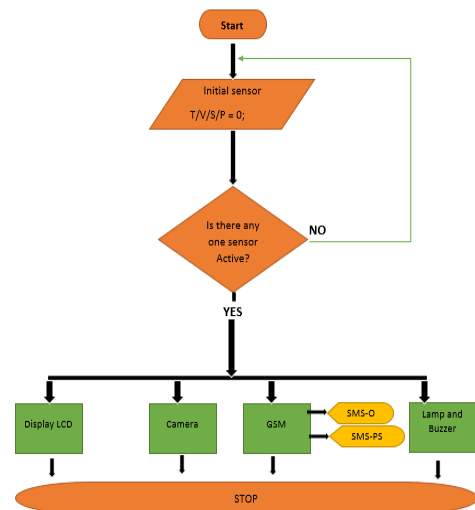 Start
Initial sensor
T/V/S/P = 0;
Is there any
one sensor
Active?
NO
YES
Display LCD
Camera
GSM
SMS-O
SMS-PS
Lamp and
Buzzer
STOP